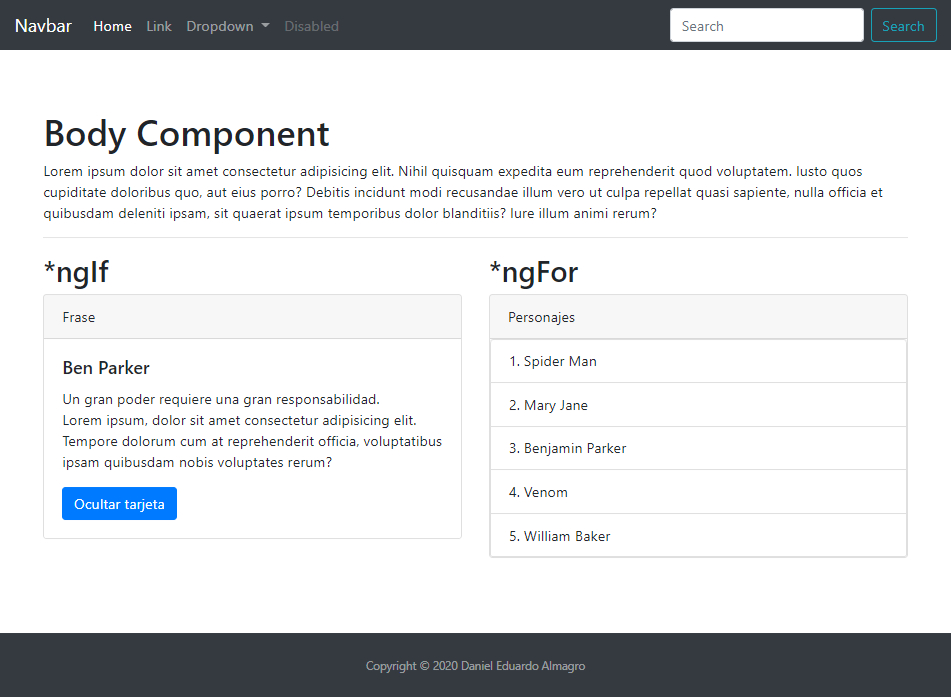 Navbar Home Link Dropdown Disabled Search Search
Body Component
Lorem ipsum dolor sit amet consectetur adipisicing elit. Nihil quisquam expedita eum reprehenderit quod voluptatem. Iusto quos
cupiditate doloribus quo, aut eius porro? Debitis incidunt modi recusandae illum vero ut culpa repellat quasi sapiente, nulla officia et
quibusdam deleniti ipsam, sit quaerat ipsum temporibus dolor blanditiis? Iure illum animi rerum?
*ngIf
Frase
Ben Parker
Un gran poder requiere una gran responsabilidad.
Lorem ipsum, dolor sit amet consectetur adipisicing elit.
Tempore dolorum cum at reprehenderit officia, voluptatibus
ipsam quibusdam nobis voluptates rerum?
Ocultar tarjeta
*ngFor
Personajes
1. Spider Man
2. Mary Jane
3. Benjamin Parker
4. Venom
5. William Baker
Copyright © 2020 Daniel Eduardo Almagro